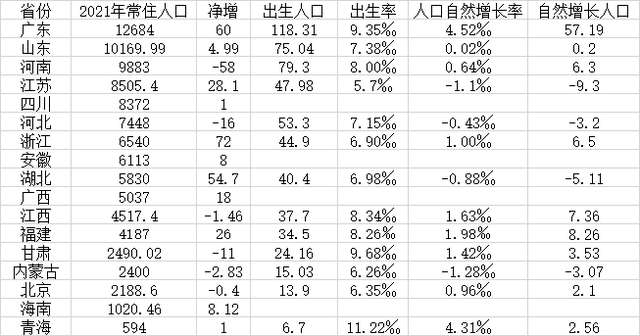 省份 2021年常住人口 净增 出生人口 出生率 人口自然增长率 自然增长人口
广东 12684 60 118.31 9.35‰ 4.52‰ 57.19
山东 10169.99 4.99 75.04 7.38‰ 0.02‰ 0.2
河南 9883 -58 79.3 8.00‰ 0.64‰ 6.3
江苏 8505.4 28.1 47.98 5.7‰ -1.1‰ -9.3
四川 8372 1
河北 7448 -16 53.3 7.15‰ -0.43‰ -3.2
浙江 6540 72 44.9 6.90‰ 1.00‰ 6.5
安徽 6113 8
湖北 5830 54.7 40.4 6.98‰ -0.88‰ -5.11
广西 5037 18
江西 4517.4 -1.46 37.7 8.34‰ 1.63‰ 7.36
福建 4187 26 34.5 8.26‰ 1.98‰ 8.26
甘肃 2490.02 -11 24.16 9.68‰ 1.42‰ 3.53
内蒙古 2400 -2.83 15.03 6.26‰ -1.28‰ -3.07
北京 2188.6 -0.4 13.9 6.35‰ 0.96‰ 2.1
海南 1020.46 8.12
青海 594 1 6.7 11.22‰ 4.31‰ 2.56